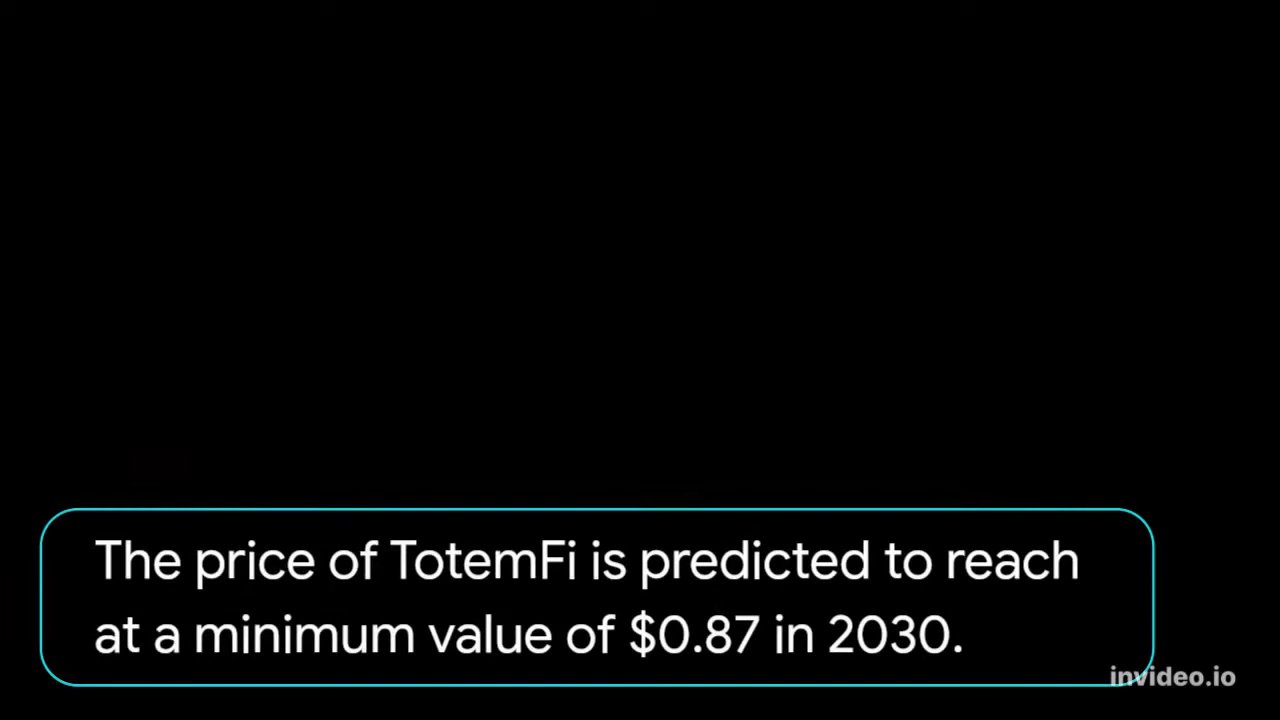 The price of TotemFi is predicted to reach
at a minimum value of $0.87 in 2030.
invideo.io